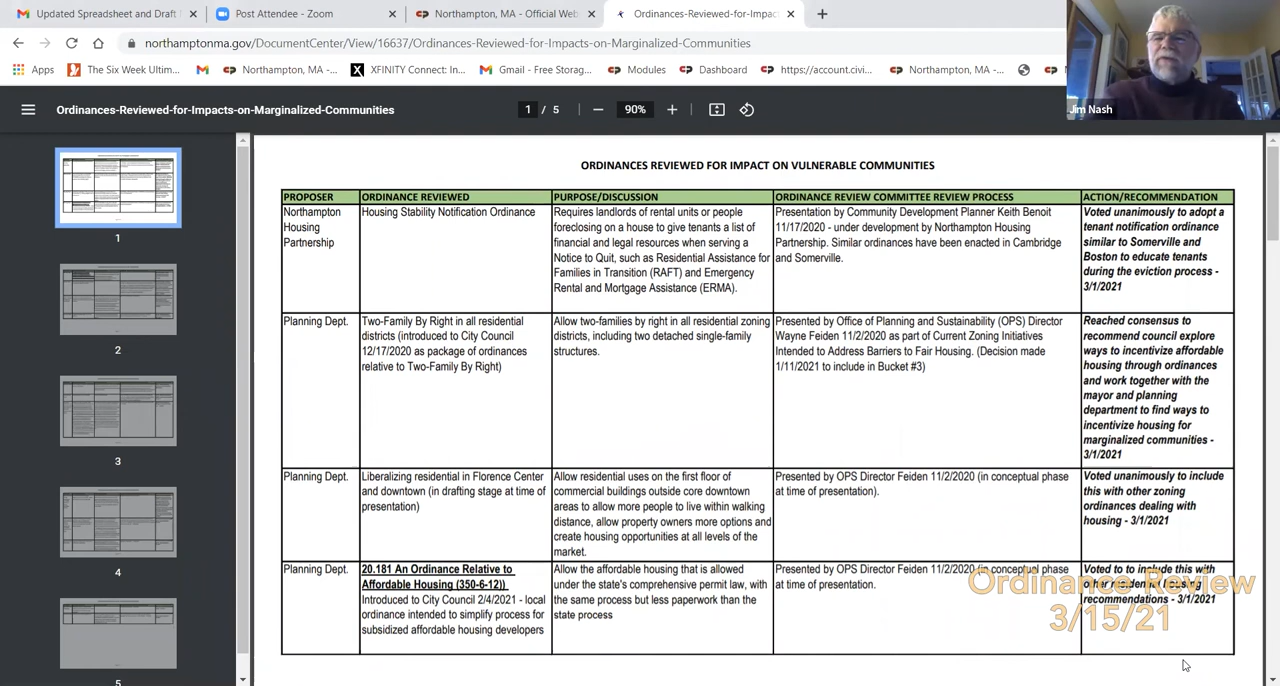 Updated Spreadsheet and Draft
Post Attendee - Zoom
Northampton, MA - Official Web
Ordinances-Reviewed-for-Impac
northamptonma.gov/DocumentCenter/View/16637/Ordinances-Reviewed-for-Impacts-on-Marginalized-Communities
Apps
The Six Week Ultim...
Northampton, MA -...
XFINITY Connect: In...
Gmail - Free Storag...
Modules
Dashboard
https://account.civi...
Northampton, MA -...
Jim Nash
Ordinances-Reviewed-for-Impacts-on-Marginalized-Communities
1 / 5
90%
1
2
3
4
5
ORDINANCES REVIEWED FOR IMPACT ON VULNERABLE COMMUNITIES
PROPOSER
ORDINANCE REVIEWED
PURPOSE/DISCUSSION
ORDINANCE REVIEW COMMITTEE REVIEW PROCESS
ACTION/RECOMMENDATION
Northampton
Housing
Partnership
Housing Stability Notification Ordinance
Requires landlords of rental units or people
foreclosing on a house to give tenants a list of
financial and legal resources when serving a
Notice to Quit, such as Residential Assistance for
Families in Transition (RAFT) and Emergency
Rental and Mortgage Assistance (ERMA).
Presentation by Community Development Planner Keith Benoit
11/17/2020 - under development by Northampton Housing
Partnership. Similar ordinances have been enacted in Cambridge
and Somerville.
Voted unanimously to adopt a
tenant notification ordinance
similar to Somerville and
Boston to educate tenants
during the eviction process -
3/1/2021
Planning Dept.
Two-Family By Right in all residential
districts (introduced to City Council
12/17/2020 as package of ordinances
relative to Two-Family By Right)
Allow two-families by right in all residential zoning
districts, including two detached single-family
structures.
Presented by Office of Planning and Sustainability (OPS) Director
Wayne Feiden 11/2/2020 as part of Current Zoning Initiatives
Intended to Address Barriers to Fair Housing. (Decision made
1/11/2021 to include in Bucket #3)
Reached consensus to
recommend council explore
ways to incentivize affordable
housing through ordinances
and work together with the
mayor and planning
department to find ways to
incentivize housing for
marginalized communities -
3/1/2021
Planning Dept.
Liberalizing residential in Florence Center
and downtown (in drafting stage at time of
presentation)
Allow residential uses on the first floor of
commercial buildings outside core downtown
areas to allow more people to live within walking
distance, allow property owners more options and
create housing opportunities at all levels of the
market.
Presented by OPS Director Feiden 11/2/2020 (in conceptual phase
at time of presentation).
Voted unanimously to include
this with other zoning
ordinances dealing with
housing - 3/1/2021
Planning Dept.
20.181 An Ordinance Relative to
Affordable Housing (350-6-12))
Introduced to City Council 2/4/2021 - local
ordinance intended to simplify process for
subsidized affordable housing developers
Allow the affordable housing that is allowed
under the state's comprehensive permit law, with
the same process but less paperwork than the
state process
Presented by OPS Director Feiden 11/2/2020 (in conceptual phase
at time of presentation.
Voted to to include this with
other residential housing
recommendations - 3/1/2021
Ordinance Review
3/15/21